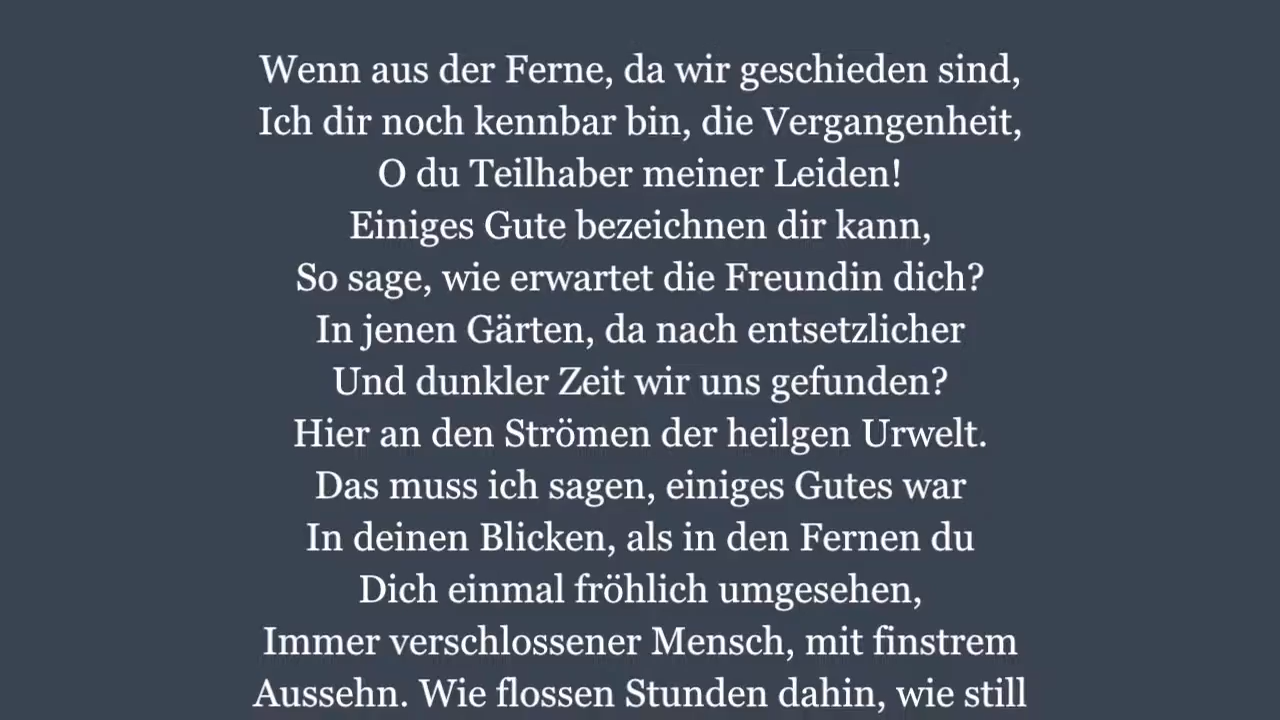 Wenn aus der Ferne, da wir geschieden sind,
Ich dir noch kennbar bin, die Vergangenheit,
O du Teilhaber meiner Leiden!
Einiges Gute bezeichnen dir kann,
So sage, wie erwartet die Freundin dich?
In jenen Gärten, da nach entsetzlicher
Und dunkler Zeit wir uns gefunden?
Hier an den Strömen der heilgen Urwelt.
Das muss ich sagen, einiges Gutes war
In deinen Blicken, als in den Fernen du
Dich einmal fröhlich umgesehen,
Immer verschlossener Mensch, mit finstrem
Aussehn. Wie flossen Stunden dahin, wie still